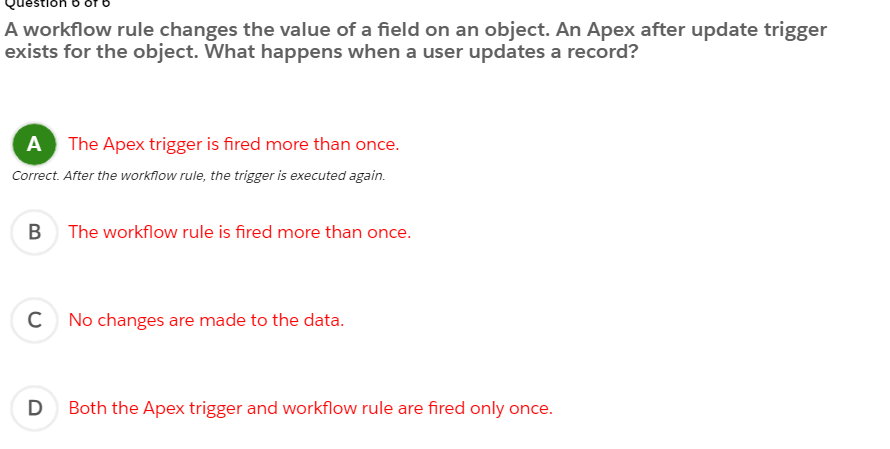 Question 6 of 6
A workflow rule changes the value of a field on an object. An Apex after update trigger
exists for the object. What happens when a user updates a record?
A The Apex trigger is fired more than once.
Correct. After the workflow rule, the trigger is executed again.
B The workflow rule is fired more than once.
C No changes are made to the data.
D Both the Apex trigger and workflow rule are fired only once.